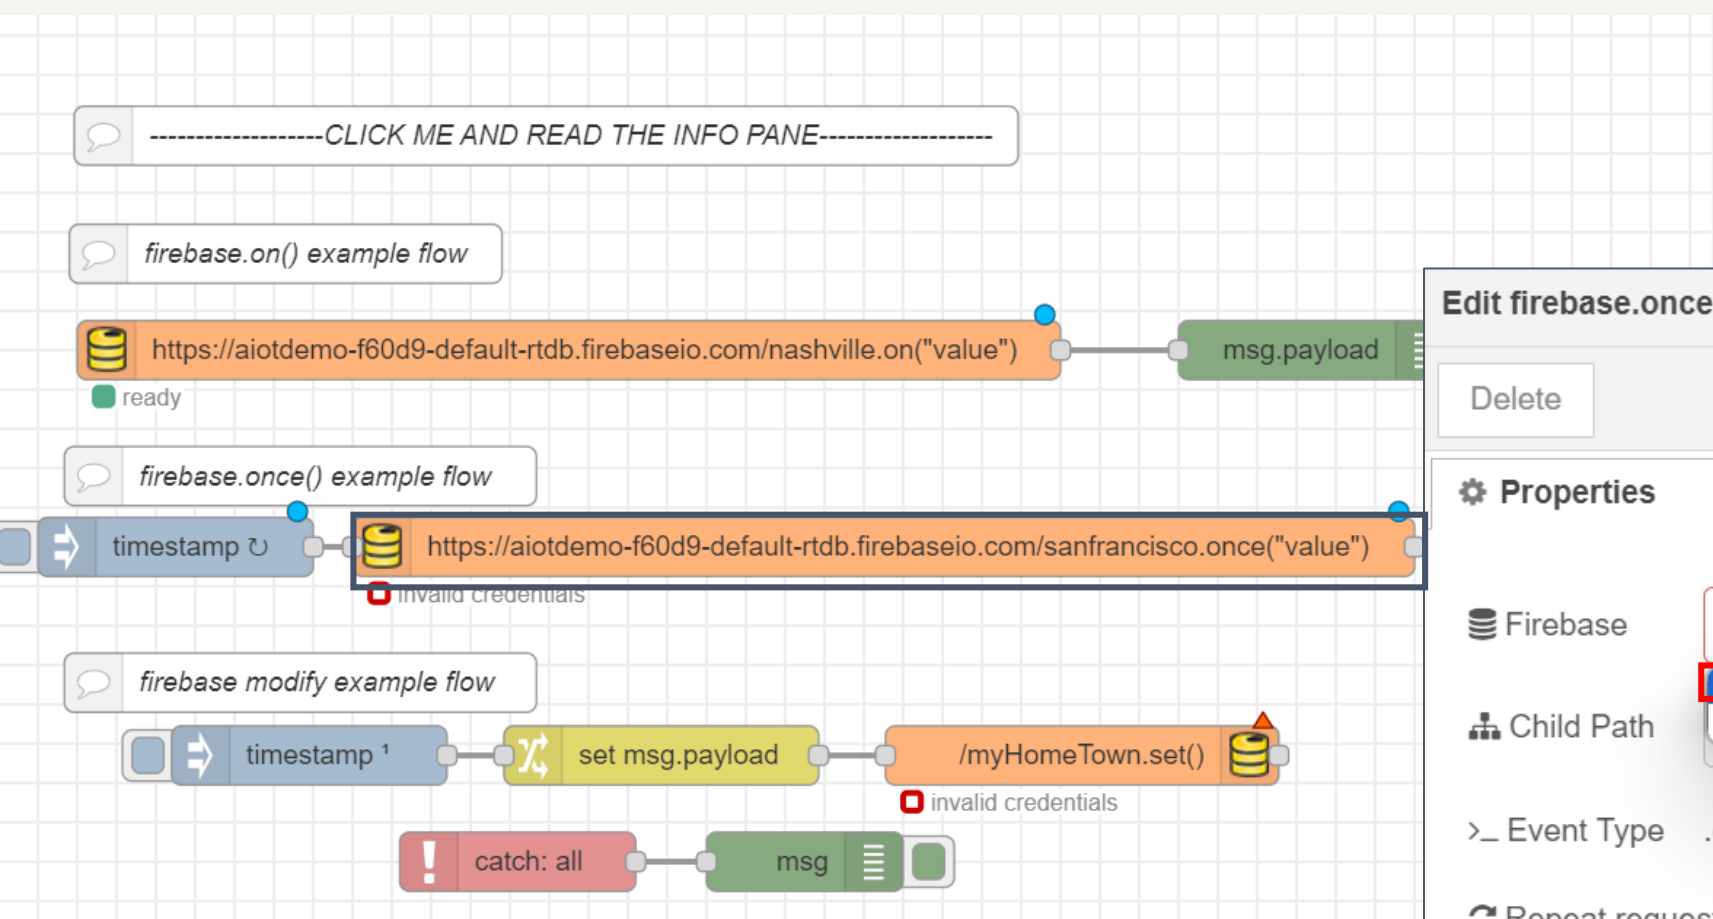 -------------------CLICK ME AND READ THE INFO PANE-------------------
firebase.on() example flow
https://aiotdemo-f60d9-default-rtdb.firebaseio.com/nashville.on("value")
msg.payload
ready
firebase.once() example flow
timestamp ↻
https://aiotdemo-f60d9-default-rtdb.firebaseio.com/sanfrancisco.once("value")
invalid credentials
firebase modify example flow
timestamp ¹
set msg.payload
/myHomeTown.set()
invalid credentials
catch: all
msg
Edit firebase.once
Delete
Properties
Firebase
Child Path
Event Type
Repeat reques